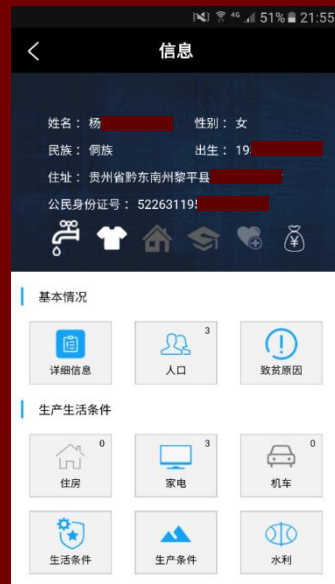 4G 51% 21:55
信息
姓名：杨 性别：女
民族：侗族 出生：19
住址：贵州省黔东南州黎平县
公民身份证号：52263119
基本情况
3
详细信息 人口 致贫原因
生产生活条件
0 3 0
住房 家电 机车
生活条件 生产条件 水利